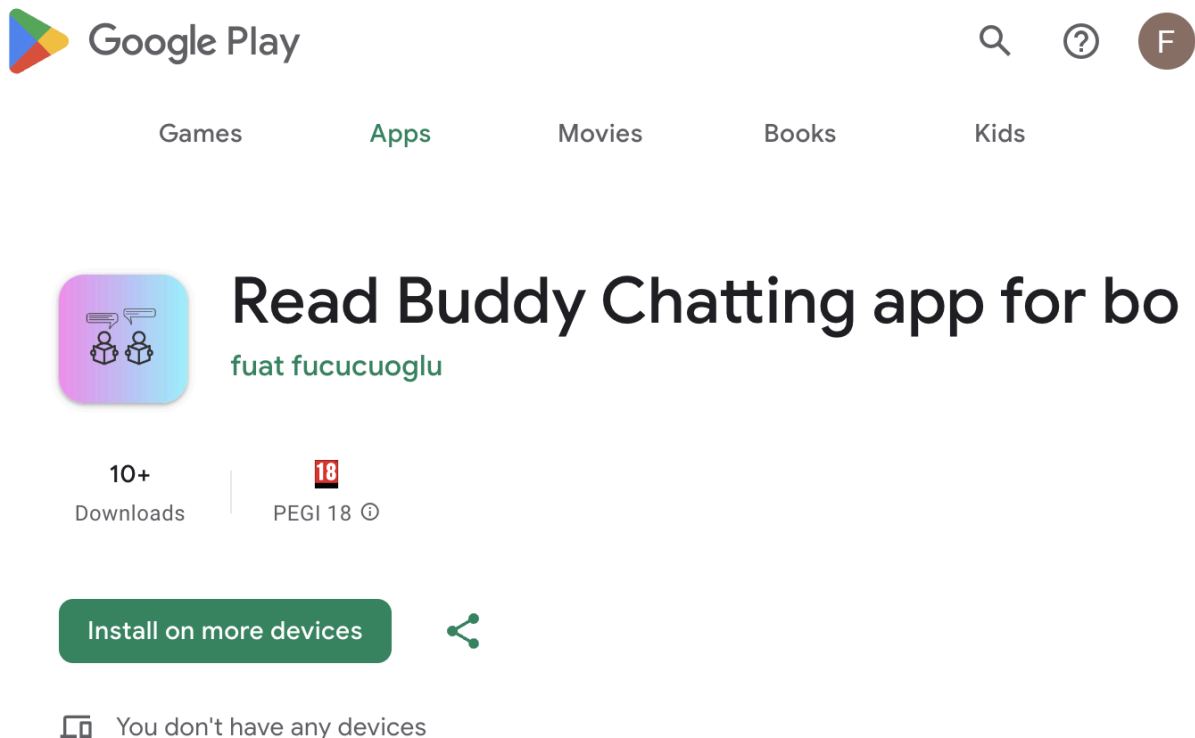 Google Play
F
Games Apps Movies Books Kids
Read Buddy Chatting app for bo
fuat fucucuoglu
10+
Downloads
18
PEGI 18
Install on more devices
You don't have any devices